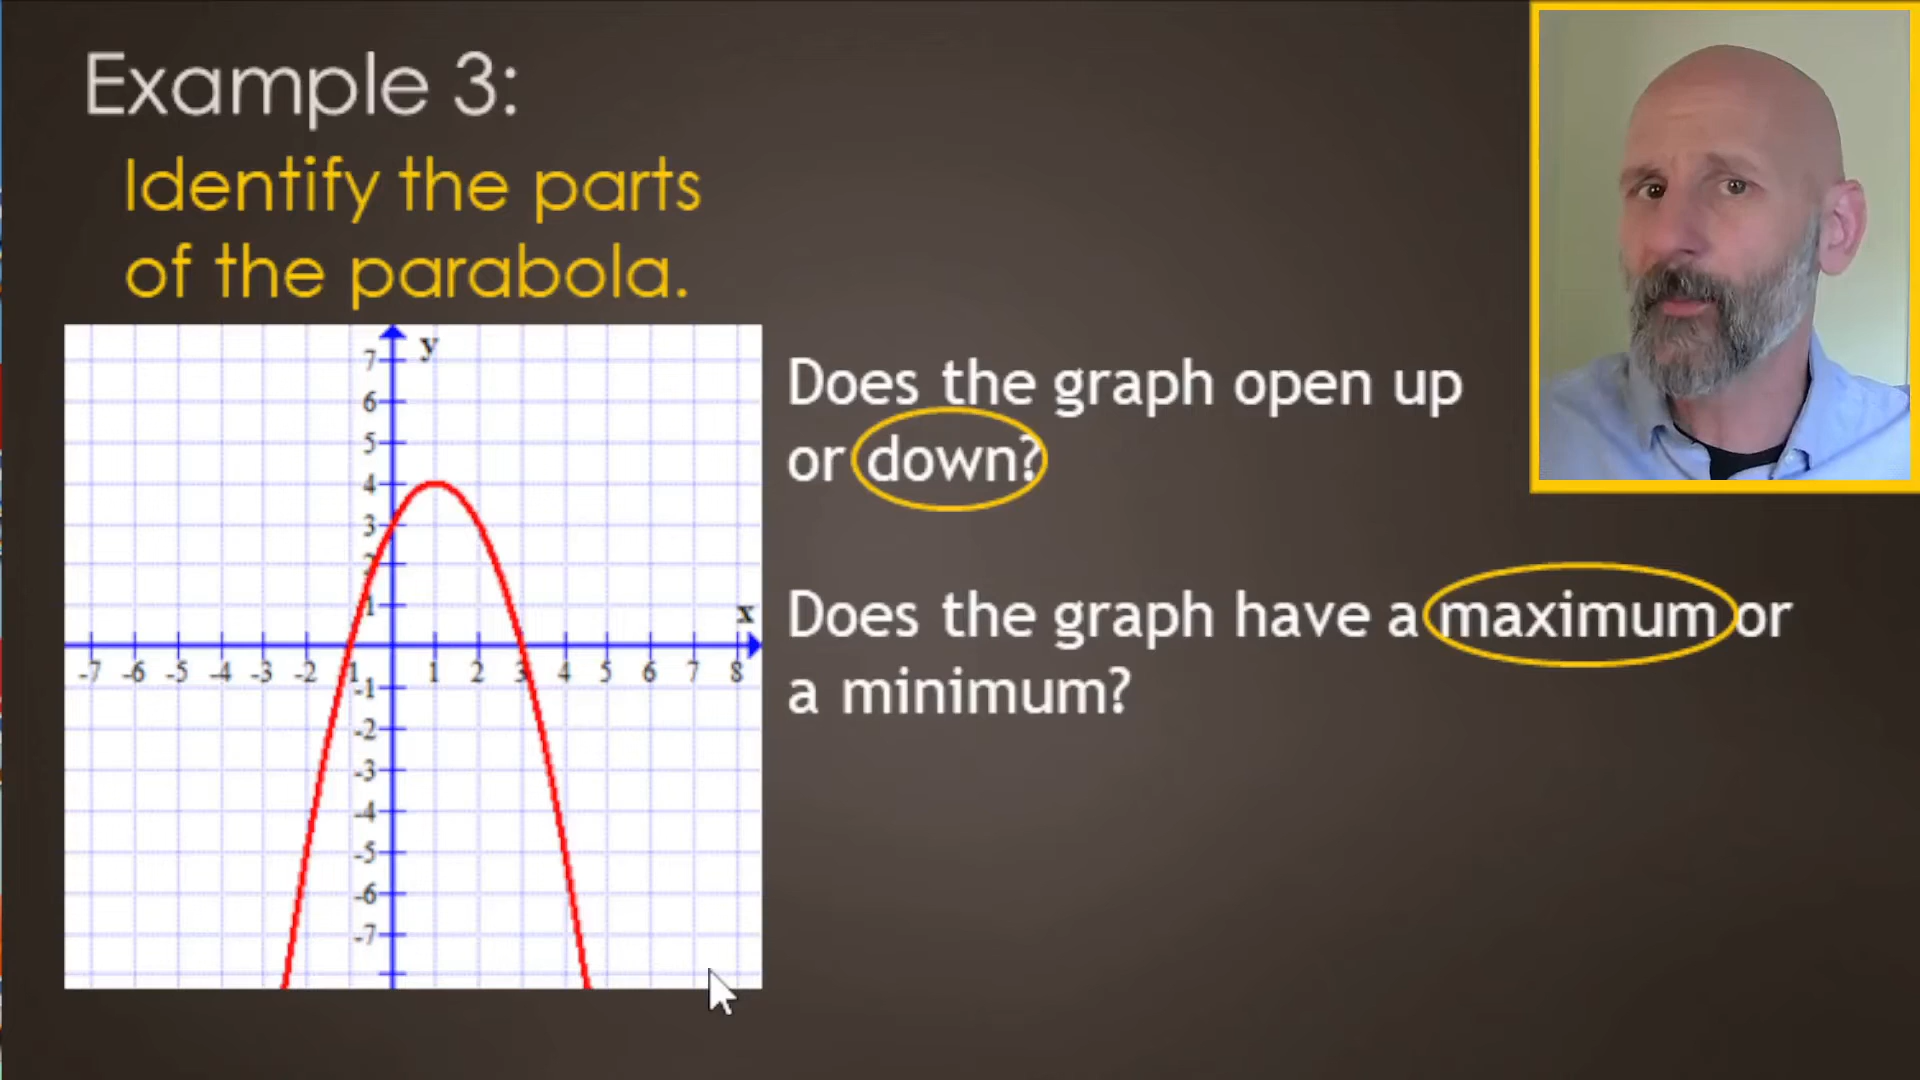 Example 3:
Identify the parts
of the parabola.
Does the graph open up
or down?
Does the graph have a maximum or
a minimum?
y
7
6
5
4
3
2
1
x
-7 -6 -5 -4 -3 -2 1 1 2 3 4 5 6 7 8
-1
-2
-3
-4
-5
-6
-7